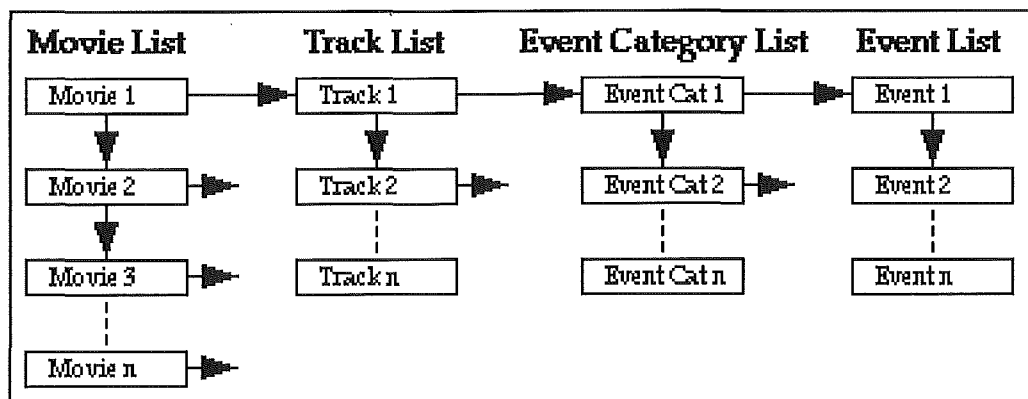 Movie List Track List Event Category List Event List
Movie 1 Track 1 Event Cat 1 Event 1
Movie 2 Track 2 Event Cat 2 Event 2
Movie 3 Track n Event Cat n Event n
Movie n